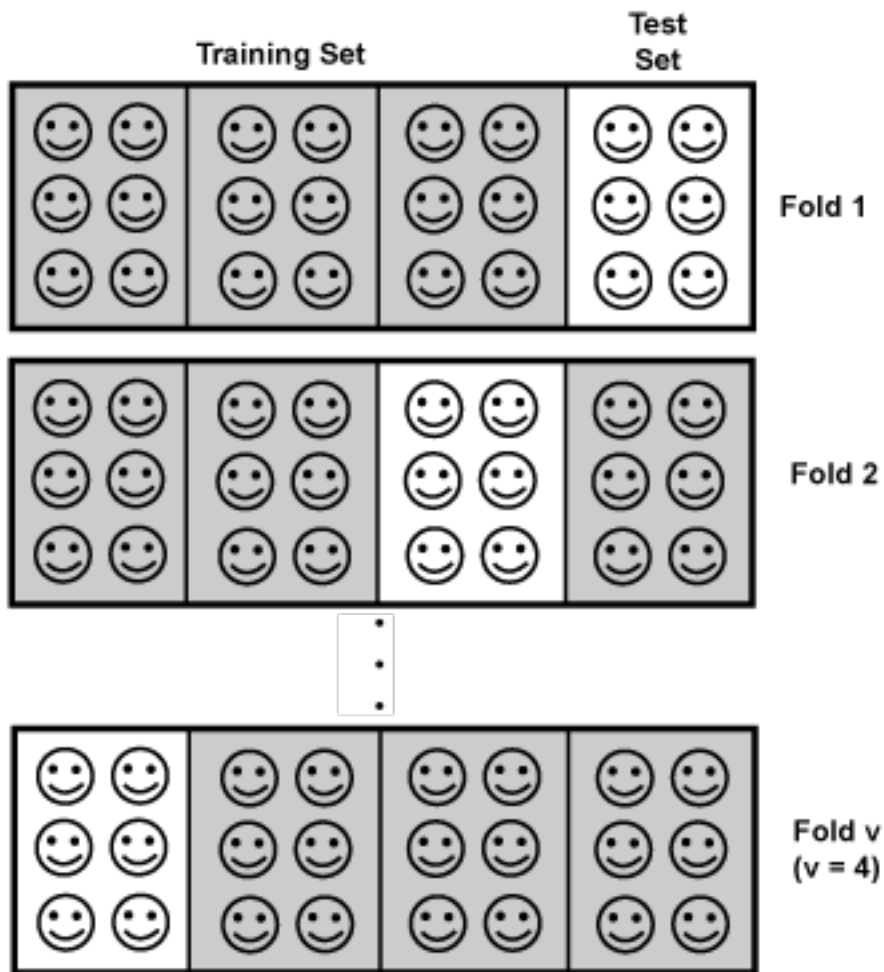 Training Set
Test
Set
Fold 1
Fold 2
Fold v
(v = 4)